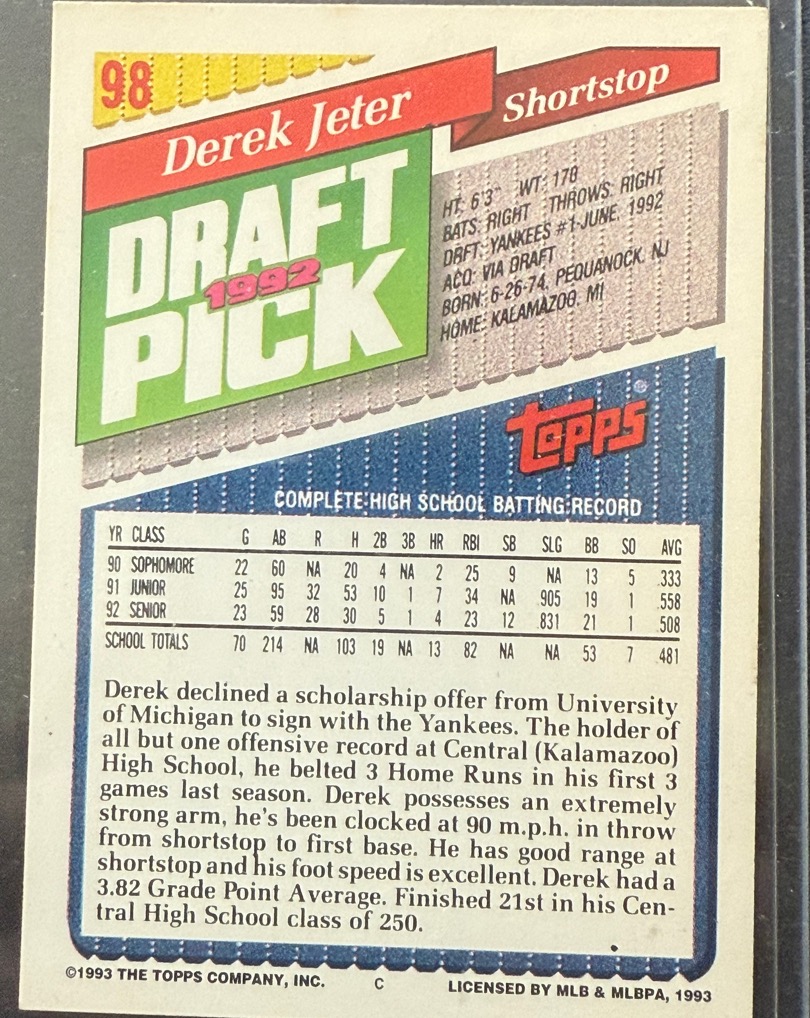 98
Derek Jeter
Shortstop
DRAFT
1992
PICK
HT: 6'3" WT: 178
BATS: RIGHT THROWS: RIGHT
DRFT: YANKEES #1-JUNE, 1992
ACQ: VIA DRAFT
BORN: 6-26-74, PEQUANOCK, NJ
HOME: KALAMAZOO, MI
Topps®
COMPLETE HIGH SCHOOL BATTING RECORD
YR CLASS G AB R H 2B 3B HR RBI SB SLG BB SO AVG
90 SOPHOMORE 22 60 NA 20 4 NA 2 25 9 NA 13 5 .333
91 JUNIOR 25 95 32 53 10 1 7 34 NA .905 19 1 .558
92 SENIOR 23 59 28 30 5 1 4 23 12 .831 21 1 .508
SCHOOL TOTALS 70 214 NA 103 19 NA 13 82 NA NA 53 7 .481
Derek declined a scholarship offer from University
of Michigan to sign with the Yankees. The holder of
all but one offensive record at Central (Kalamazoo)
High School, he belted 3 Home Runs in his first 3
games last season. Derek possesses an extremely
strong arm, he's been clocked at 90 m.p.h. in throw
from shortstop to first base. He has good range at
shortstop and his foot speed is excellent. Derek had a
3.82 Grade Point Average. Finished 21st in his Cen-
tral High School class of 250.
©1993 THE TOPPS COMPANY, INC. C LICENSED BY MLB & MLBPA, 1993